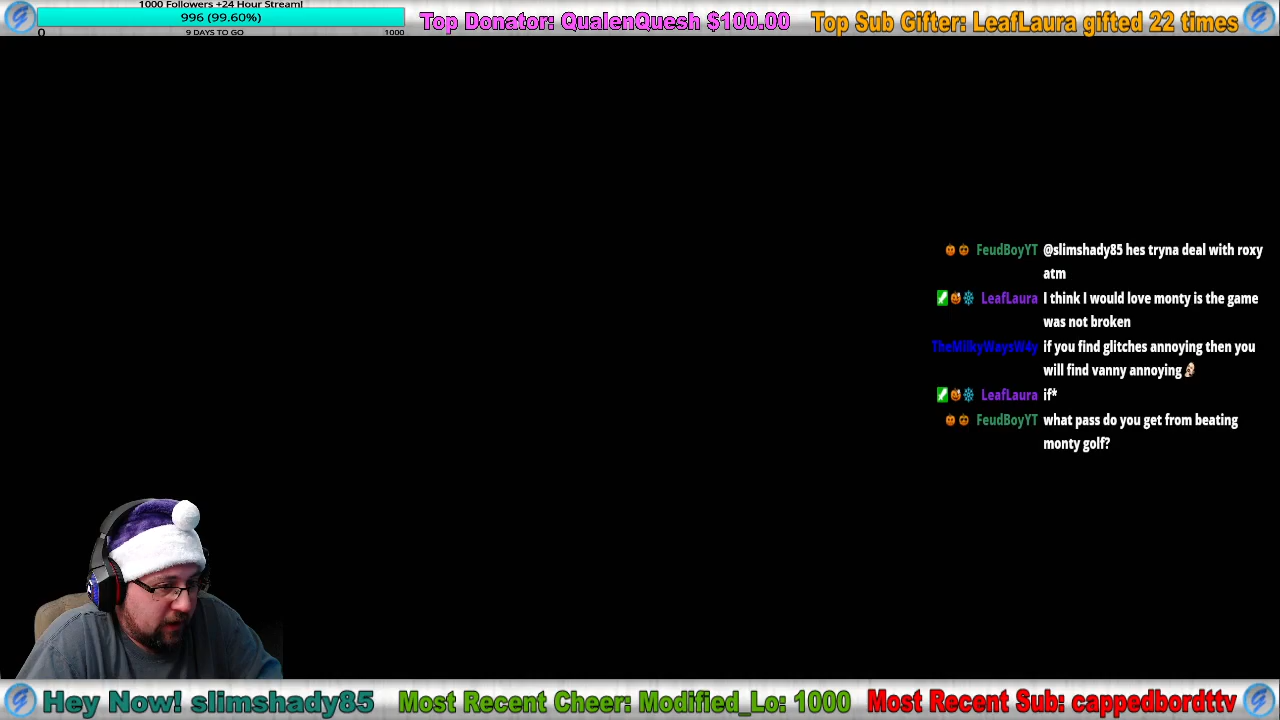 1000 Followers +24 Hour Stream!
996 (99.60%)
0 9 DAYS TO GO 1000
Top Donator: QualenQuesh $100.00
Top Sub Gifter: LeafLaura gifted 22 times
FeudBoyYT @slimshady85 hes tryna deal with roxy
atm
LeafLaura I think I would love monty is the game
was not broken
TheMilkyWaysW4y if you find glitches annoying then you
will find vanny annoying
LeafLaura if*
FeudBoyYT what pass do you get from beating
monty golf?
Hey Now! slimshady85
Most Recent Cheer: Modified_Lo: 1000
Most Recent Sub: cappedbordttv